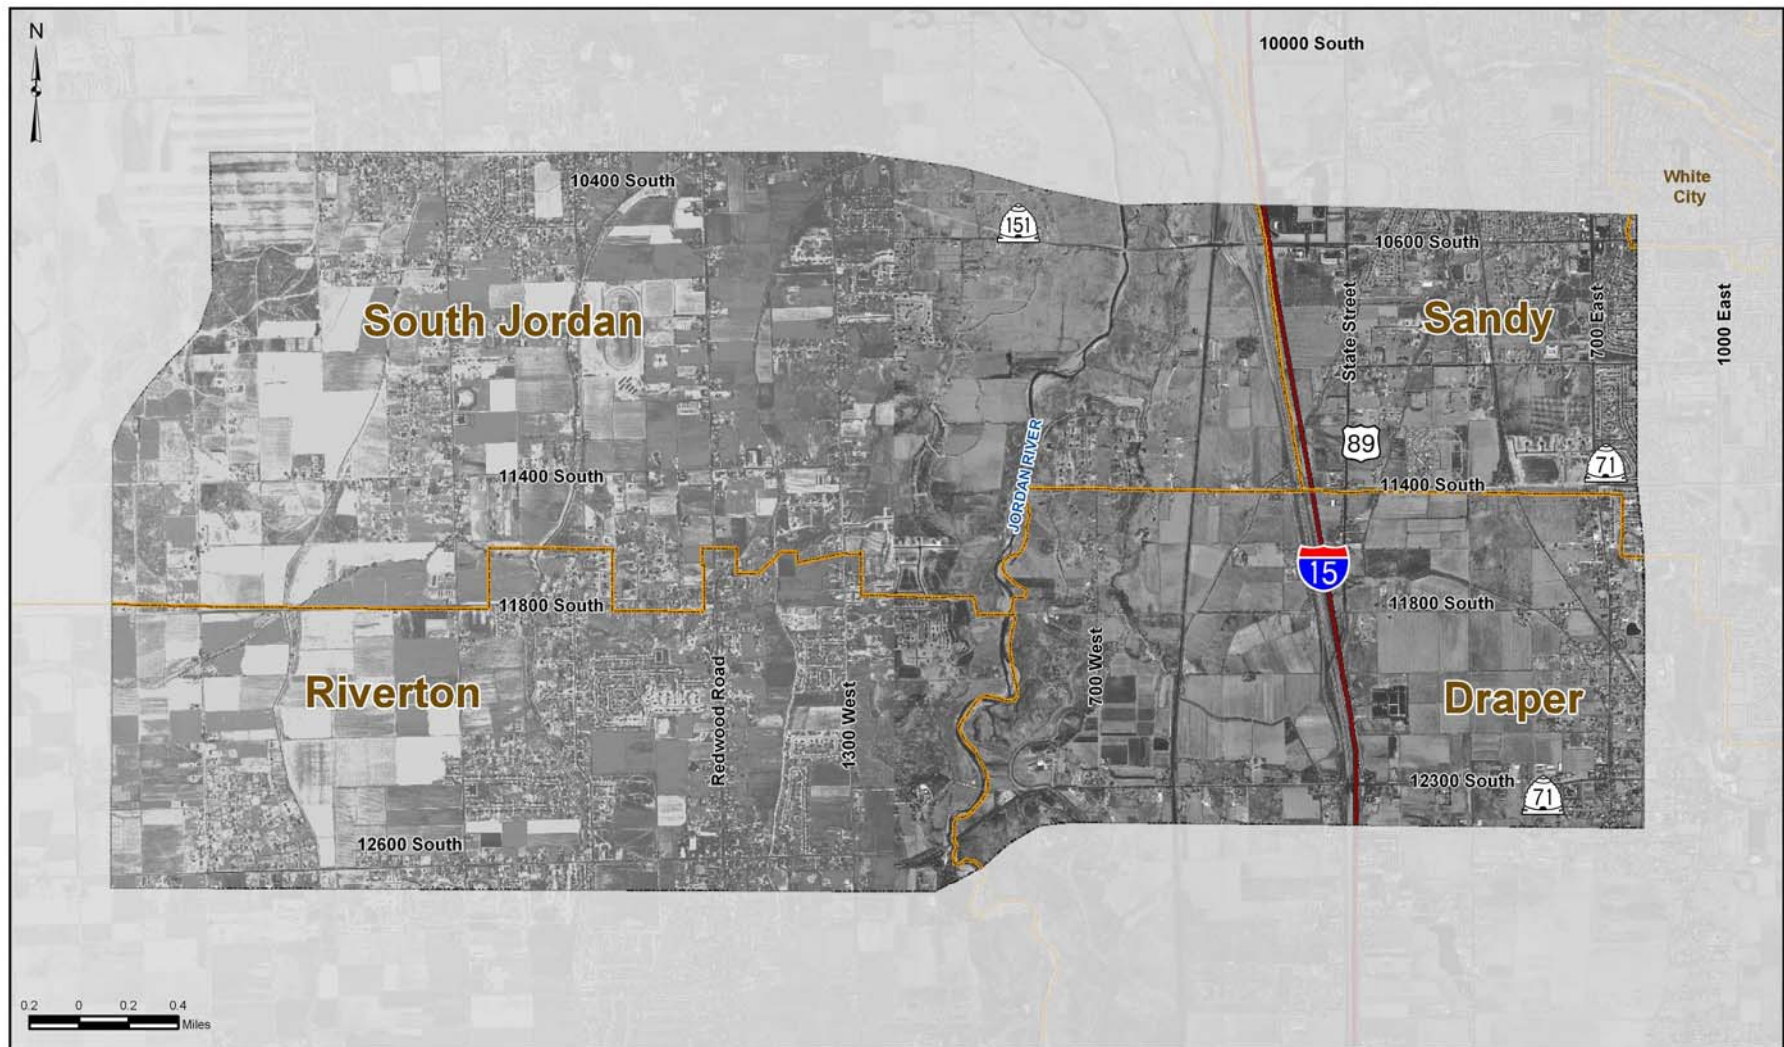 N
10000 South
White
City
10400 South
151
10600 South
South Jordan
Sandy
State Street
700 East
1000 East
89
JORDAN RIVER
71
11400 South
11400 South
15
11800 South
11800 South
Riverton
Redwood Road
1300 West
700 West
Draper
12300 South
71
12600 South
0.2 0 0.2 0.4
Miles